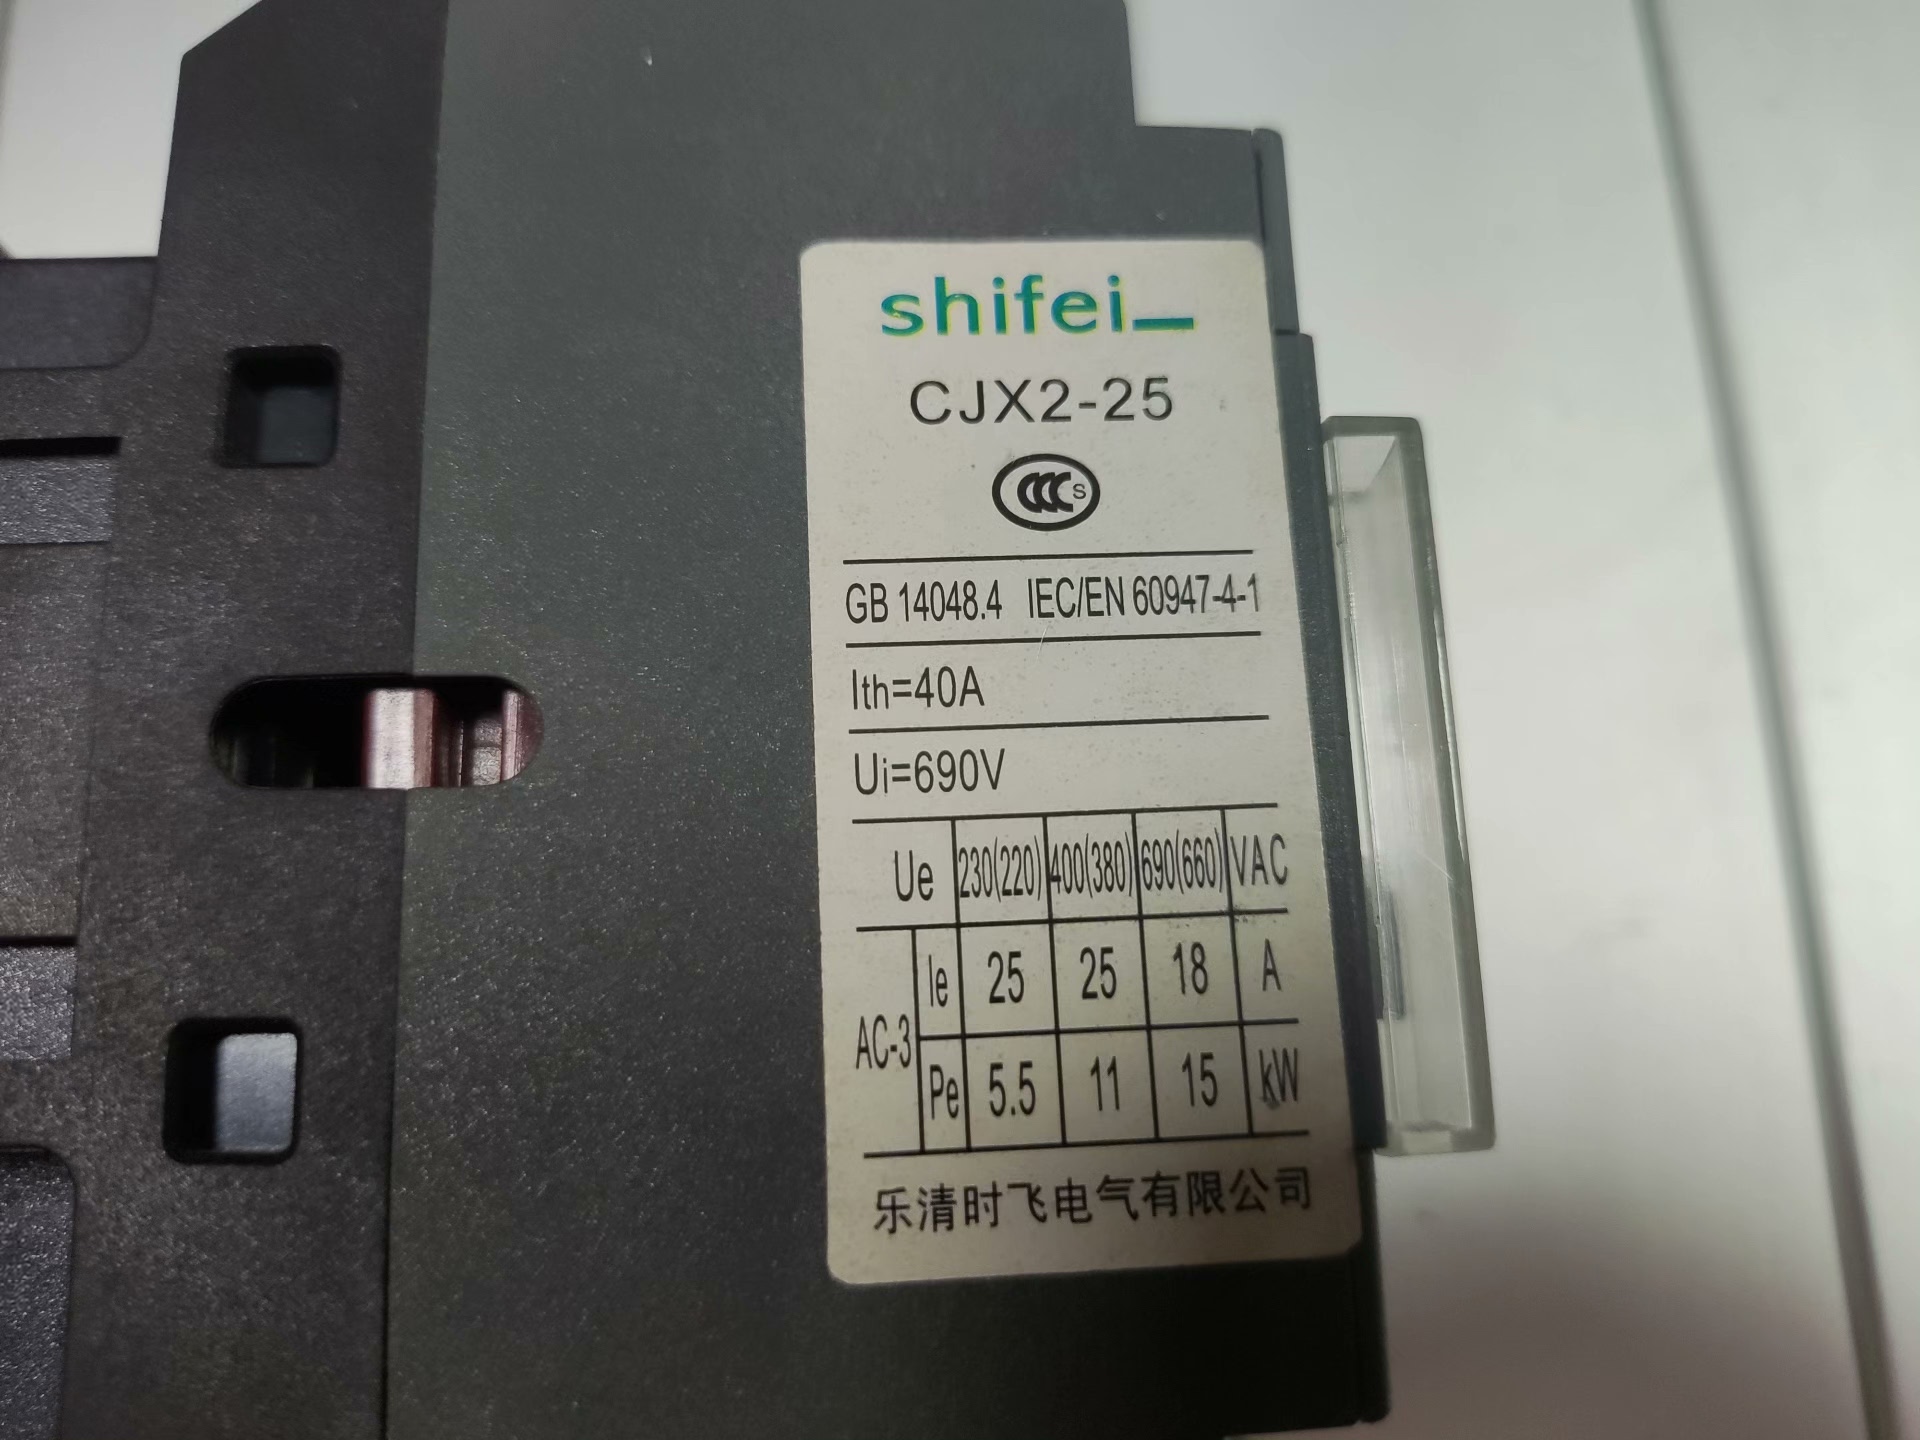 shifei
CJX2-25
CCC S
GB 14048.4 IEC/EN 60947-4-1
Ith=40A
Ui=690V
Ue 230(220) 400(380) 690(660) VAC
AC-3 Ie 25 25 18 A
Pe 5.5 11 15 kW
乐清时飞电气有限公司